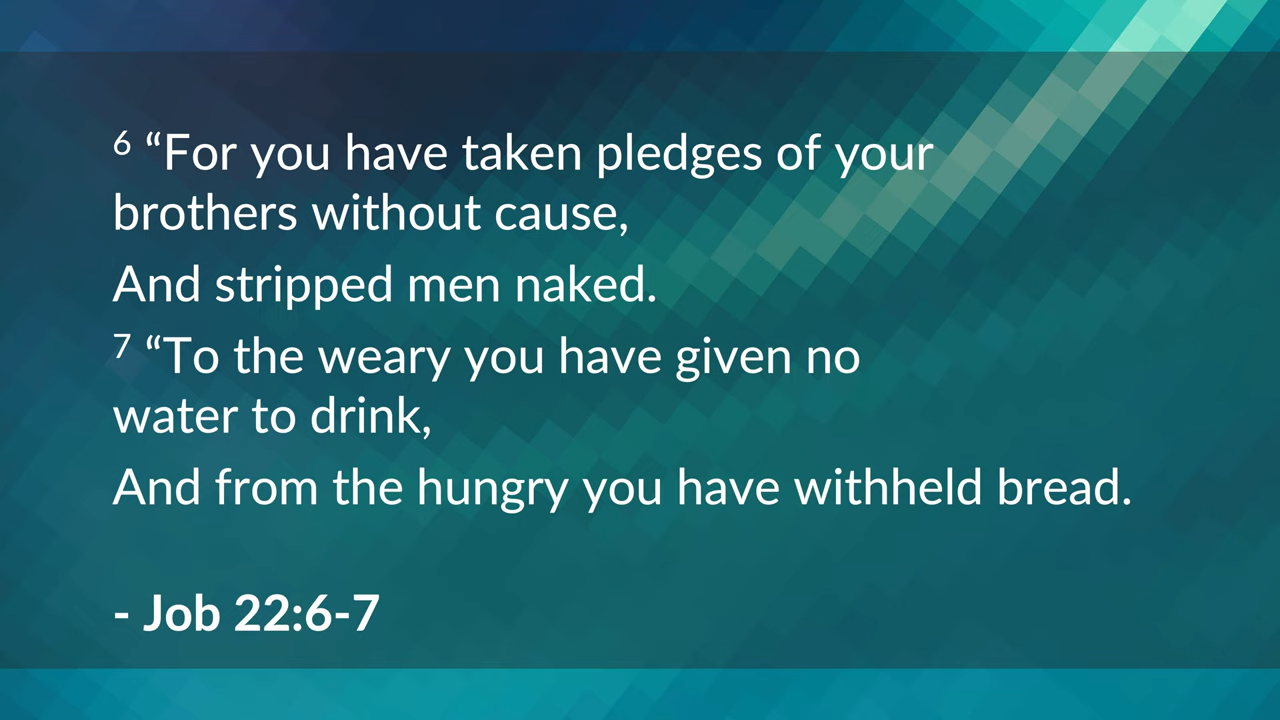 6 “For you have taken pledges of your
brothers without cause,
And stripped men naked.
7 “To the weary you have given no
water to drink,
And from the hungry you have withheld bread.
- Job 22:6-7